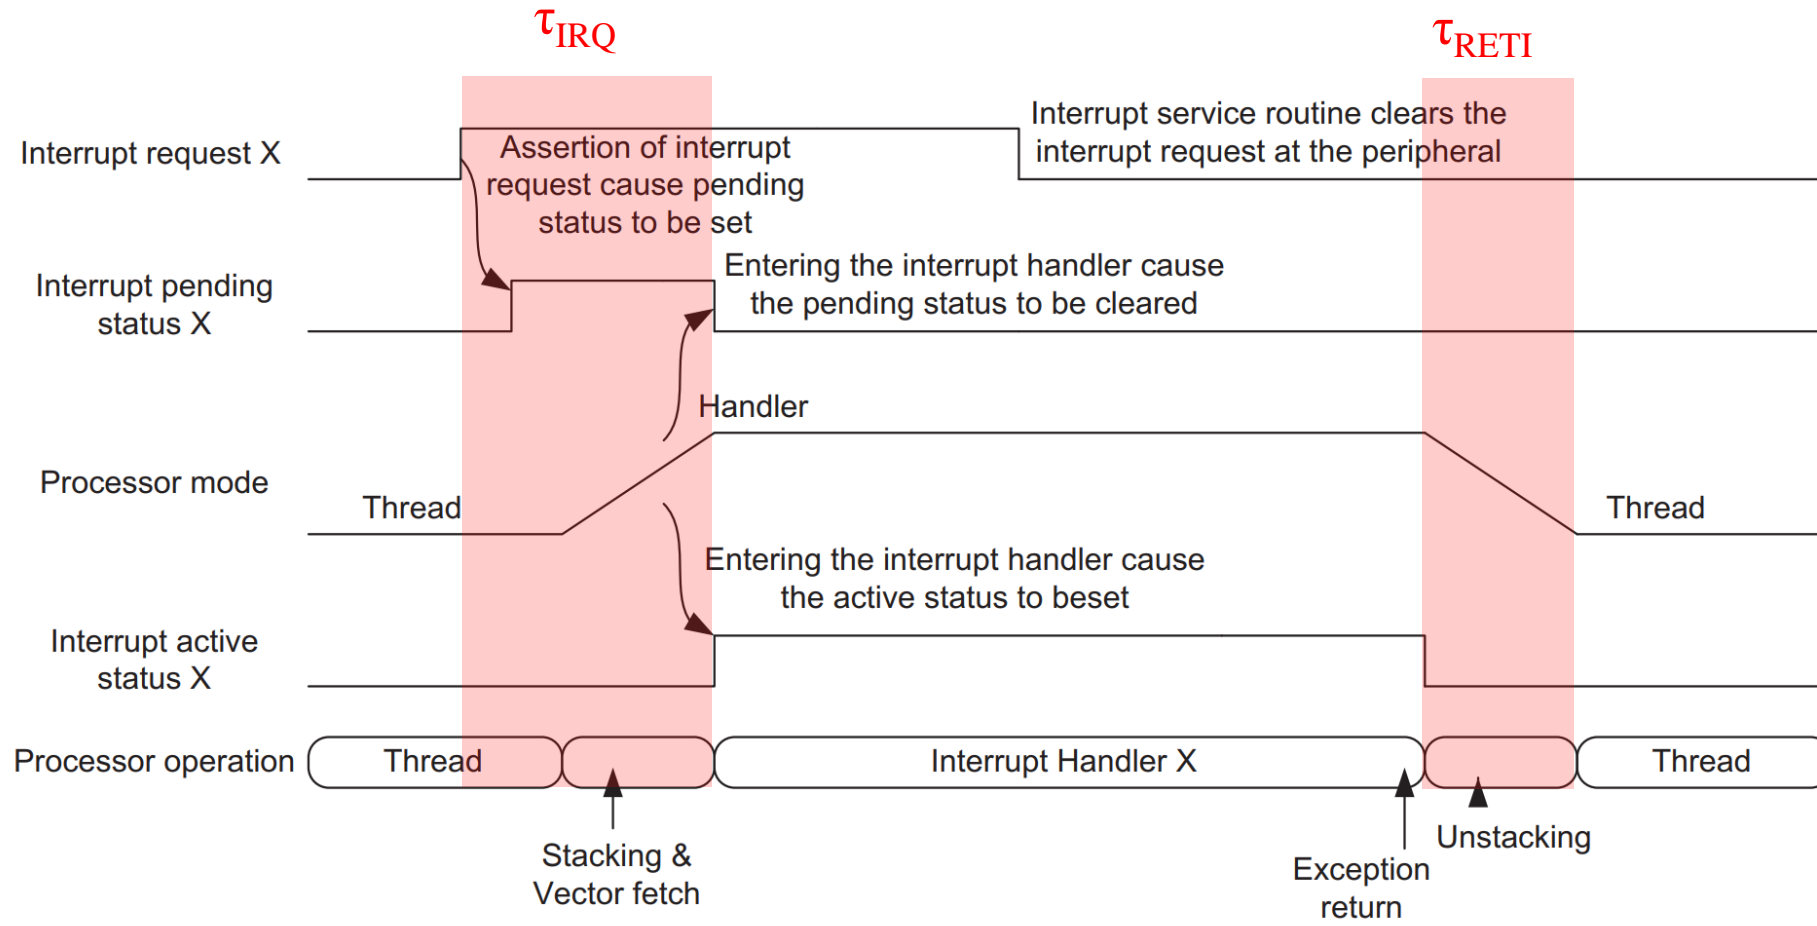 τIRQ
τRETI
Interrupt request X
Assertion of interrupt
request cause pending
status to be set
Interrupt service routine clears the
interrupt request at the peripheral
Interrupt pending
status X
Entering the interrupt handler cause
the pending status to be cleared
Handler
Processor mode
Thread
Thread
Entering the interrupt handler cause
the active status to beset
Interrupt active
status X
Processor operation
Thread
Interrupt Handler X
Thread
Stacking &
Vector fetch
Exception
return
Unstacking